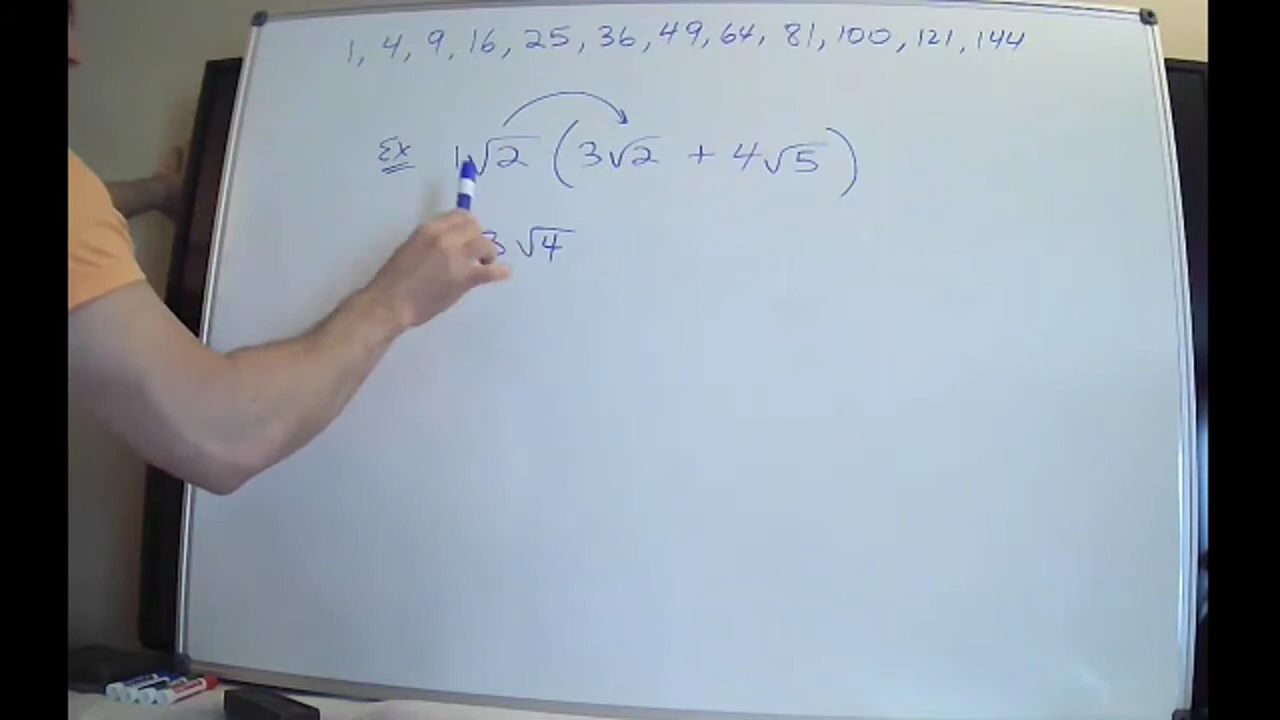 1, 4, 9, 16, 25, 36, 49, 64, 81, 100, 121, 144
Ex 1√2 (3√2 + 4√5)
3√4